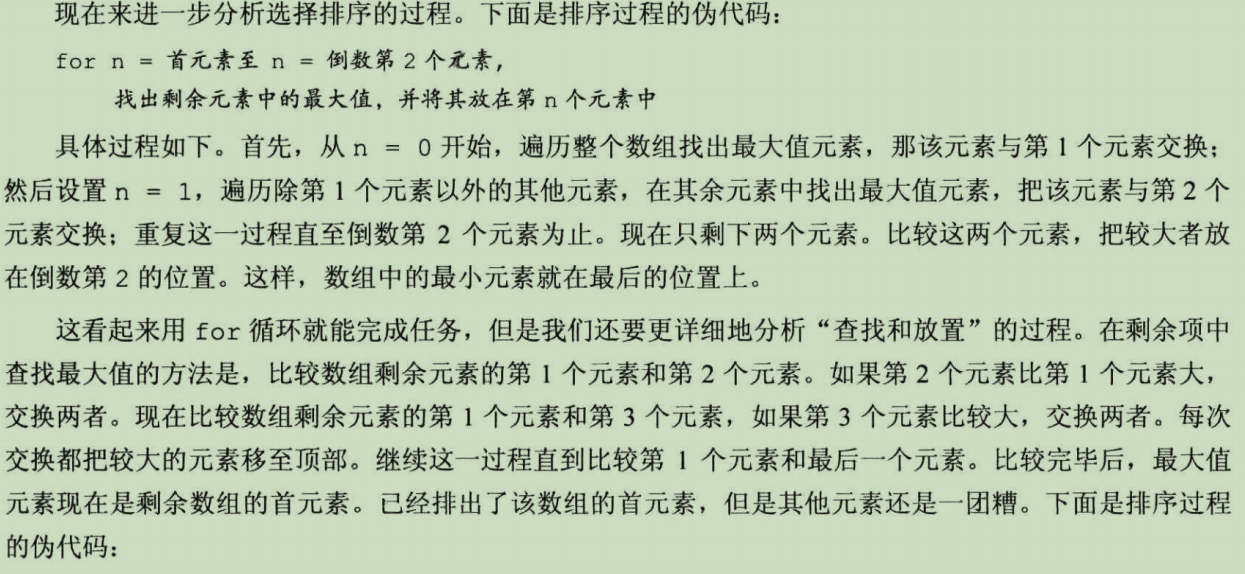 现在来进一步分析选择排序的过程。下面是排序过程的伪代码：
for n = 首元素至 n = 倒数第 2 个元素,
找出剩余元素中的最大值，并将其放在第 n 个元素中
具体过程如下。首先，从 n = 0 开始，遍历整个数组找出最大值元素，那该元素与第 1 个元素交换；
然后设置 n = 1，遍历除第 1 个元素以外的其他元素，在其余元素中找出最大值元素，把该元素与第 2 个
元素交换；重复这一过程直至倒数第 2 个元素为止。现在只剩下两个元素。比较这两个元素，把较大者放
在倒数第 2 的位置。这样，数组中的最小元素就在最后的位置上。
这看起来用 for 循环就能完成任务，但是我们还要更详细地分析“查找和放置”的过程。在剩余项中
查找最大值的方法是，比较数组剩余元素的第 1 个元素和第 2 个元素。如果第 2 个元素比第 1 个元素大，
交换两者。现在比较数组剩余元素的第 1 个元素和第 3 个元素，如果第 3 个元素比较大，交换两者。每次
交换都把较大的元素移至顶部。继续这一过程直到比较第 1 个元素和最后一个元素。比较完毕后，最大值
元素现在是剩余数组的首元素。已经排出了该数组的首元素，但是其他元素还是一团糟。下面是排序过程
的伪代码：